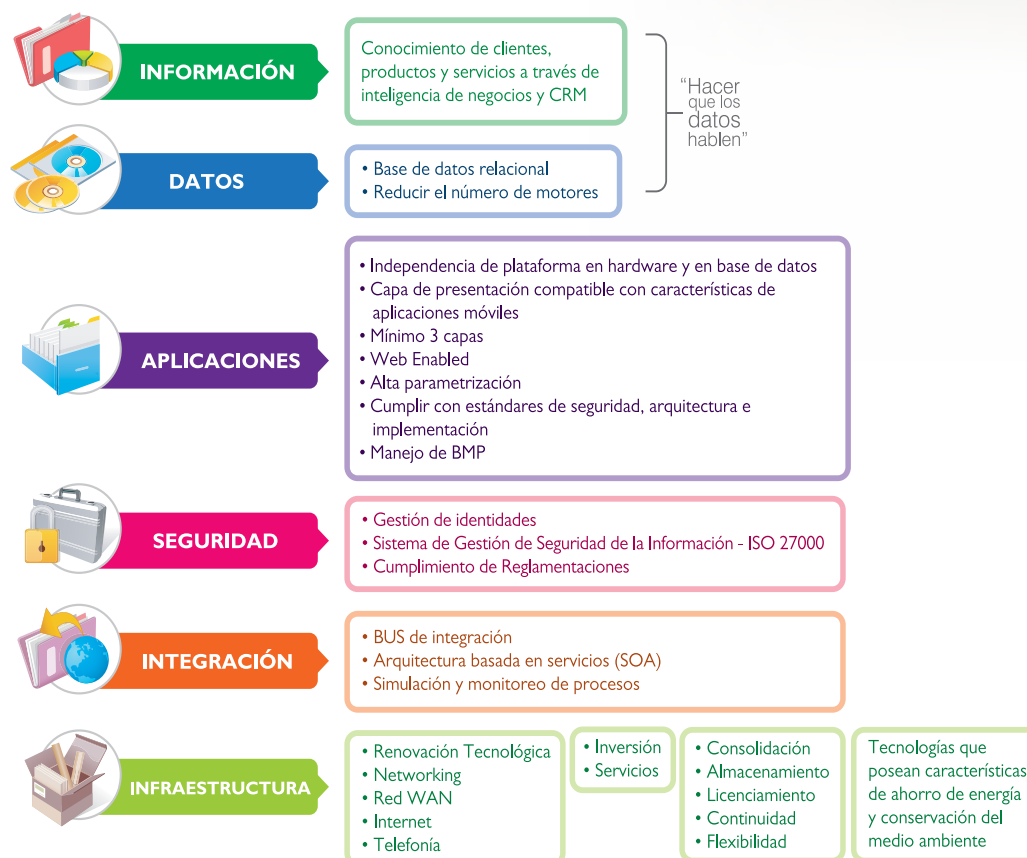 INFORMACIÓN
Conocimiento de clientes,
productos y servicios a través de
inteligencia de negocios y CRM
“Hacer
que los
datos
hablen”
DATOS
• Base de datos relacional
• Reducir el número de motores
APLICACIONES
• Independencia de plataforma en hardware y en base de datos
• Capa de presentación compatible con características de
aplicaciones móviles
• Mínimo 3 capas
• Web Enabled
• Alta parametrización
• Cumplir con estándares de seguridad, arquitectura e
implementación
• Manejo de BMP
SEGURIDAD
• Gestión de identidades
• Sistema de Gestión de Seguridad de la Información - ISO 27000
• Cumplimiento de Reglamentaciones
INTEGRACIÓN
• BUS de integración
• Arquitectura basada en servicios (SOA)
• Simulación y monitoreo de procesos
INFRAESTRUCTURA
• Renovación Tecnológica
• Networking
• Red WAN
• Internet
• Telefonía
• Inversión
• Servicios
• Consolidación
• Almacenamiento
• Licenciamiento
• Continuidad
• Flexibilidad
Tecnologías que
posean características
de ahorro de energía
y conservación del
medio ambiente